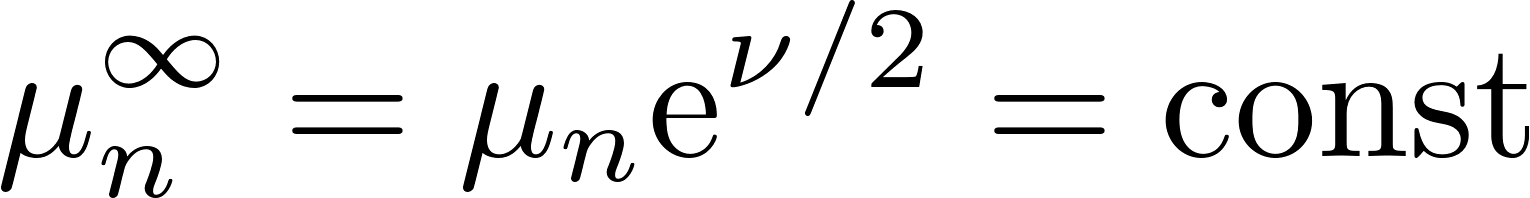 μ_n^∞ = μ_n e^{ν/2} = const